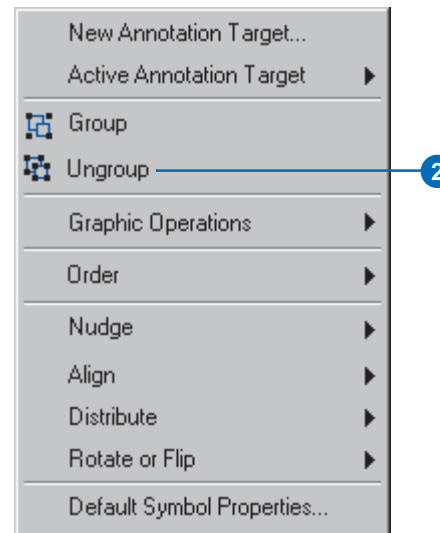 New Annotation Target...
Active Annotation Target
Group
Ungroup
2
Graphic Operations
Order
Nudge
Align
Distribute
Rotate or Flip
Default Symbol Properties...